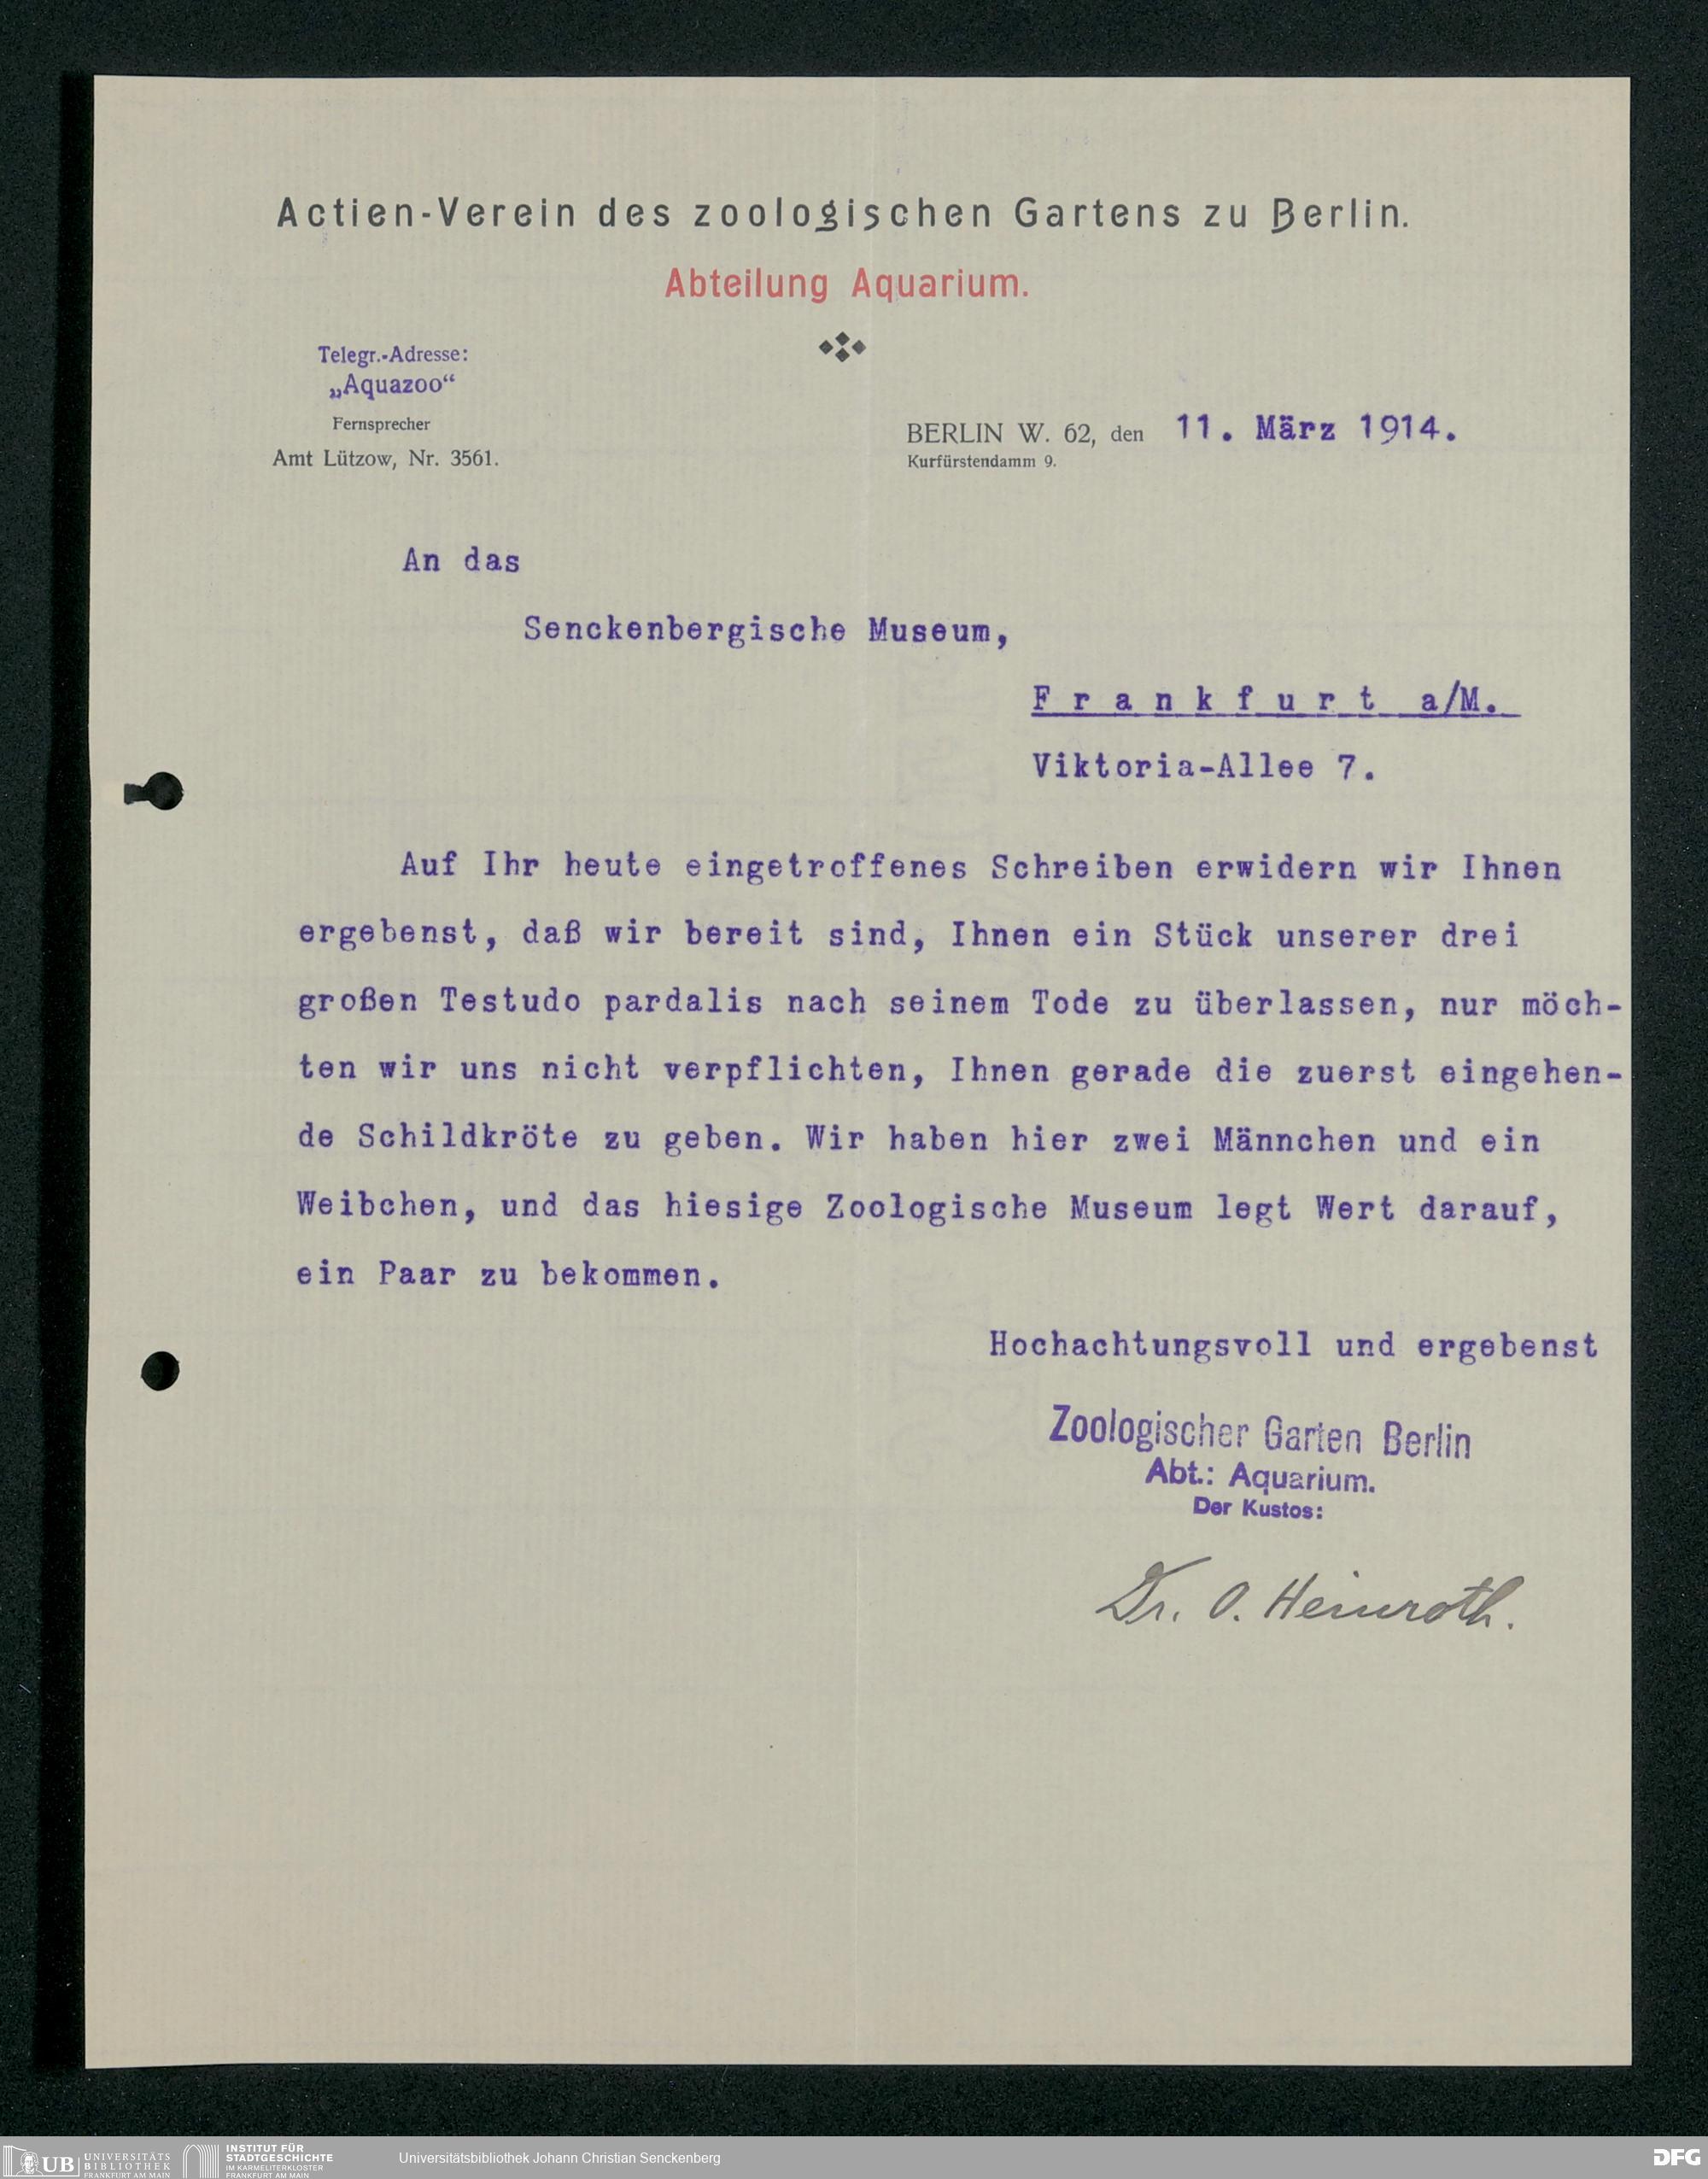 Actien-Verein des zoologischen Gartens zu Berlin.
Abteilung Aquarium.
Telegr.-Adresse:
„Aquazoo“
Fernsprecher
Amt Lützow, Nr. 3561.
BERLIN W. 62, den 11. März 1914.
Kurfürstendamm 9.
An das
Senckenbergische Museum,
Frankfurt a/M.
Viktoria-Allee 7.
Auf Ihr heute eingetroffenes Schreiben erwidern wir Ihnen
ergebenst, daß wir bereit sind, Ihnen ein Stück unserer drei
großen Testudo pardalis nach seinem Tode zu überlassen, nur möch-
ten wir uns nicht verpflichten, Ihnen gerade die zuerst eingehen-
de Schildkröte zu geben. Wir haben hier zwei Männchen und ein
Weibchen, und das hiesige Zoologische Museum legt Wert darauf,
ein Paar zu bekommen.
Hochachtungsvoll und ergebenst
Zoologischer Garten Berlin
Abt.: Aquarium.
Der Kustos:
Dr. O. Heinroth.
UB UNIVERSITÄTS
BIBLIOTHEK
FRANKFURT AM MAIN
INSTITUT FÜR
STADTGESCHICHTE
IM KARMELITERKLOSTER
FRANKFURT AM MAIN
Universitätsbibliothek Johann Christian Senckenberg
DFG